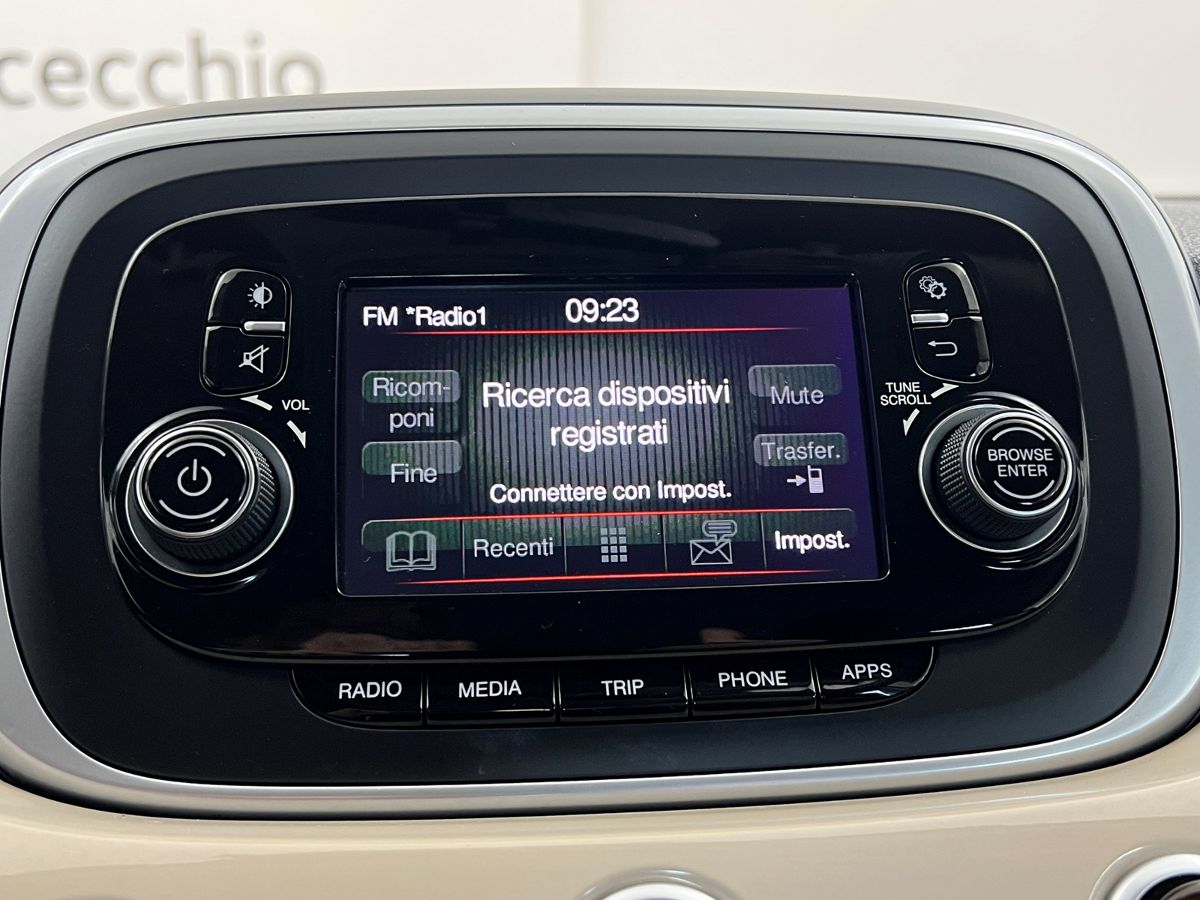 cecchio
FM *Radio1
09:23
Ricom-
poni
Fine
Ricerca dispositivi
registrati
Connettere con Impost.
Mute
Trasfer.
Recenti
Impost.
VOL
TUNE
SCROLL
BROWSE
ENTER
RADIO
MEDIA
TRIP
PHONE
APPS